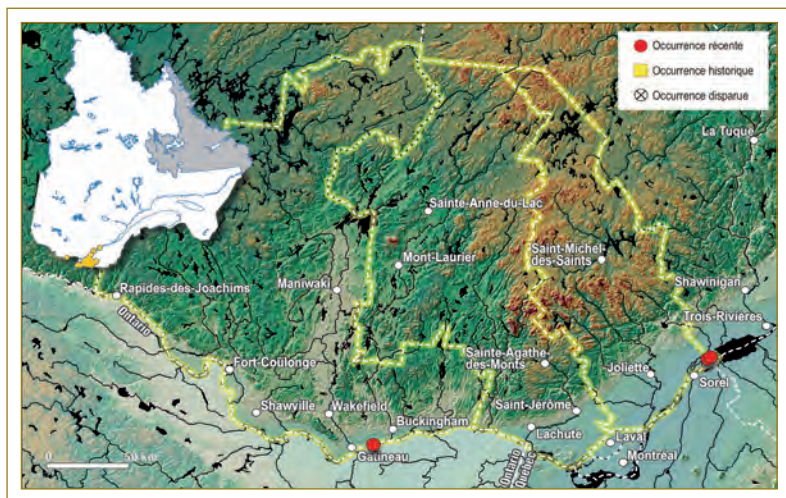 Occurrence récente
Occurrence historique
Occurrence disparue
La Tuque
Sainte-Anne-du-Lac
Saint-Michel-
des-Saints
Mont-Laurier
Maniwaki
Rapides-des-Joachims
Shawinigan
Ontario
Trois-Rivières
Fort-Coulonge
Sainte-Agathe-
des-Monts
Joliette
Sorel
Shawville
Wakefield
Buckingham
Saint-Jérôme
Lachute
Laval
Gatineau
Montréal
Ontario
Québec
0
50 km